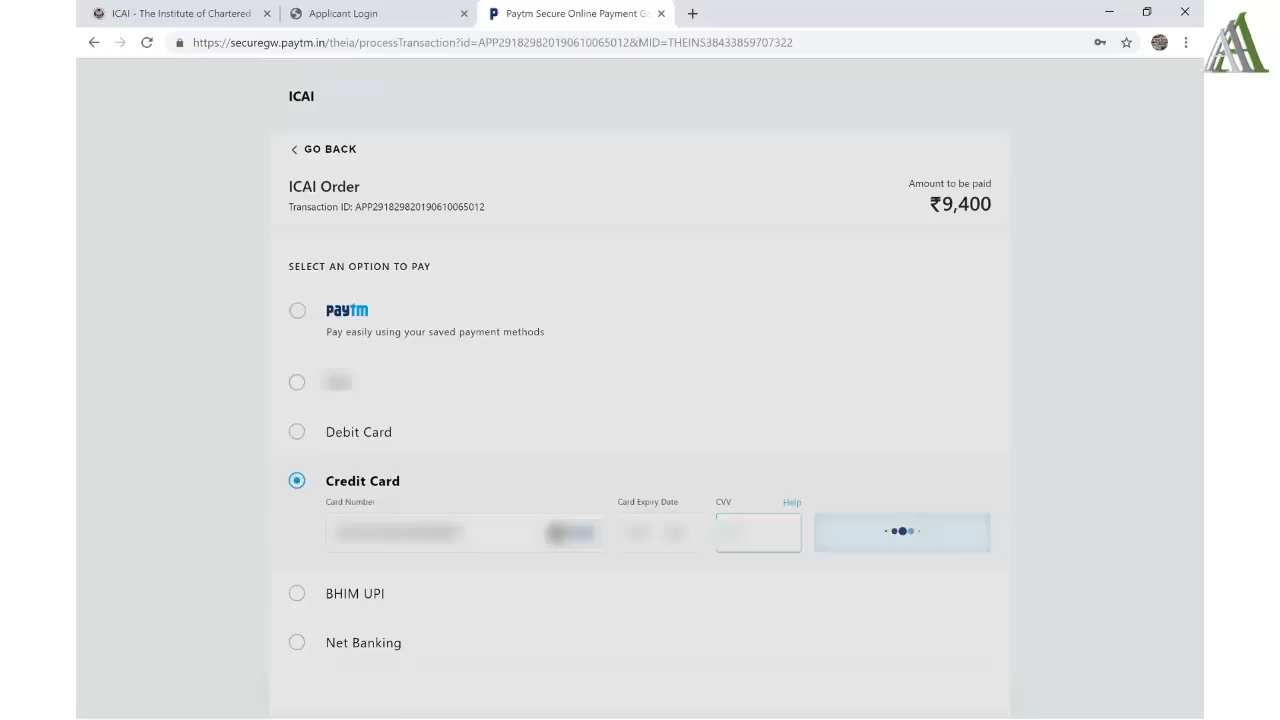 ICAI - The Institute of Chartered
Applicant Login
Paytm Secure Online Payment Ga
https://securegw.paytm.in/theia/processTransaction?id=APP291829820190610065012&MID=THEINS38433859707322
ICAI
GO BACK
ICAI Order
Transaction ID: APP291829820190610065012
Amount to be paid
₹9,400
SELECT AN OPTION TO PAY
paytm
Pay easily using your saved payment methods
Debit Card
Credit Card
Card Number
Card Expiry Date
CVV
Help
BHIM UPI
Net Banking